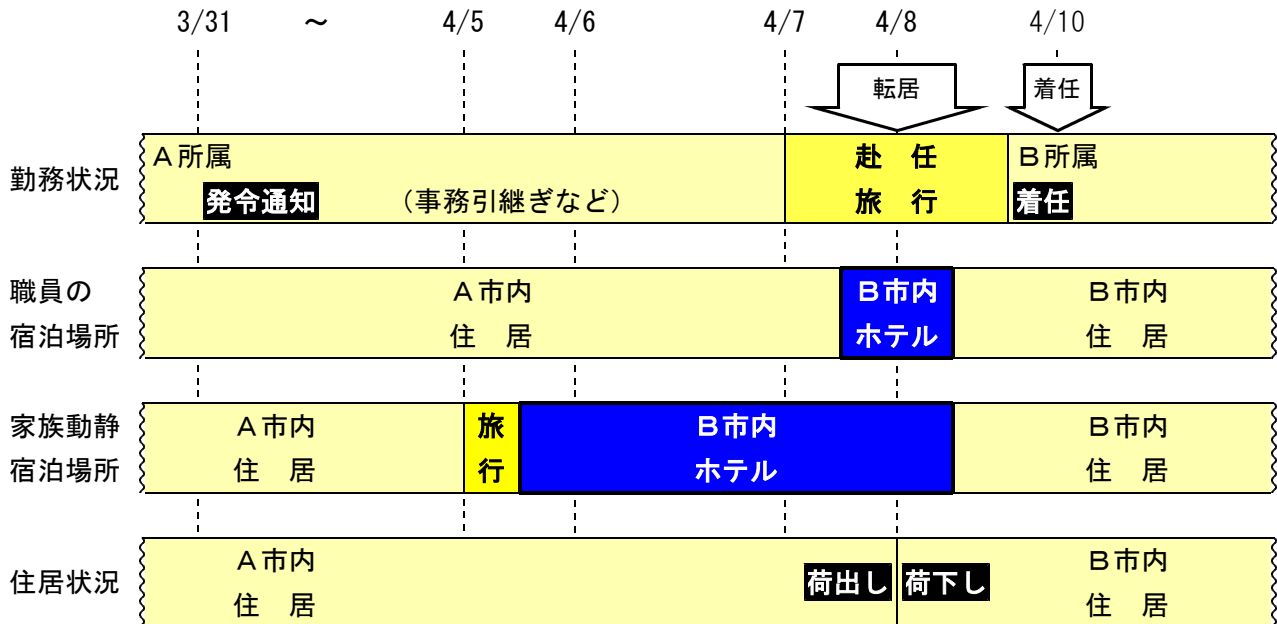 3/31 ～ 4/5 4/6 4/7 4/8 4/10
転居 着任
勤務状況
Ａ所属 赴 任 Ｂ所属
発令通知 （事務引継ぎなど） 旅 行 着任
職員の Ａ市内 Ｂ市内 Ｂ市内
宿泊場所 住 居 ホテル 住 居
家族動静 Ａ市内 旅 Ｂ市内 Ｂ市内
宿泊場所 住 居 行 ホテル 住 居
住居状況
Ａ市内 荷出し 荷下し Ｂ市内
住 居 住 居